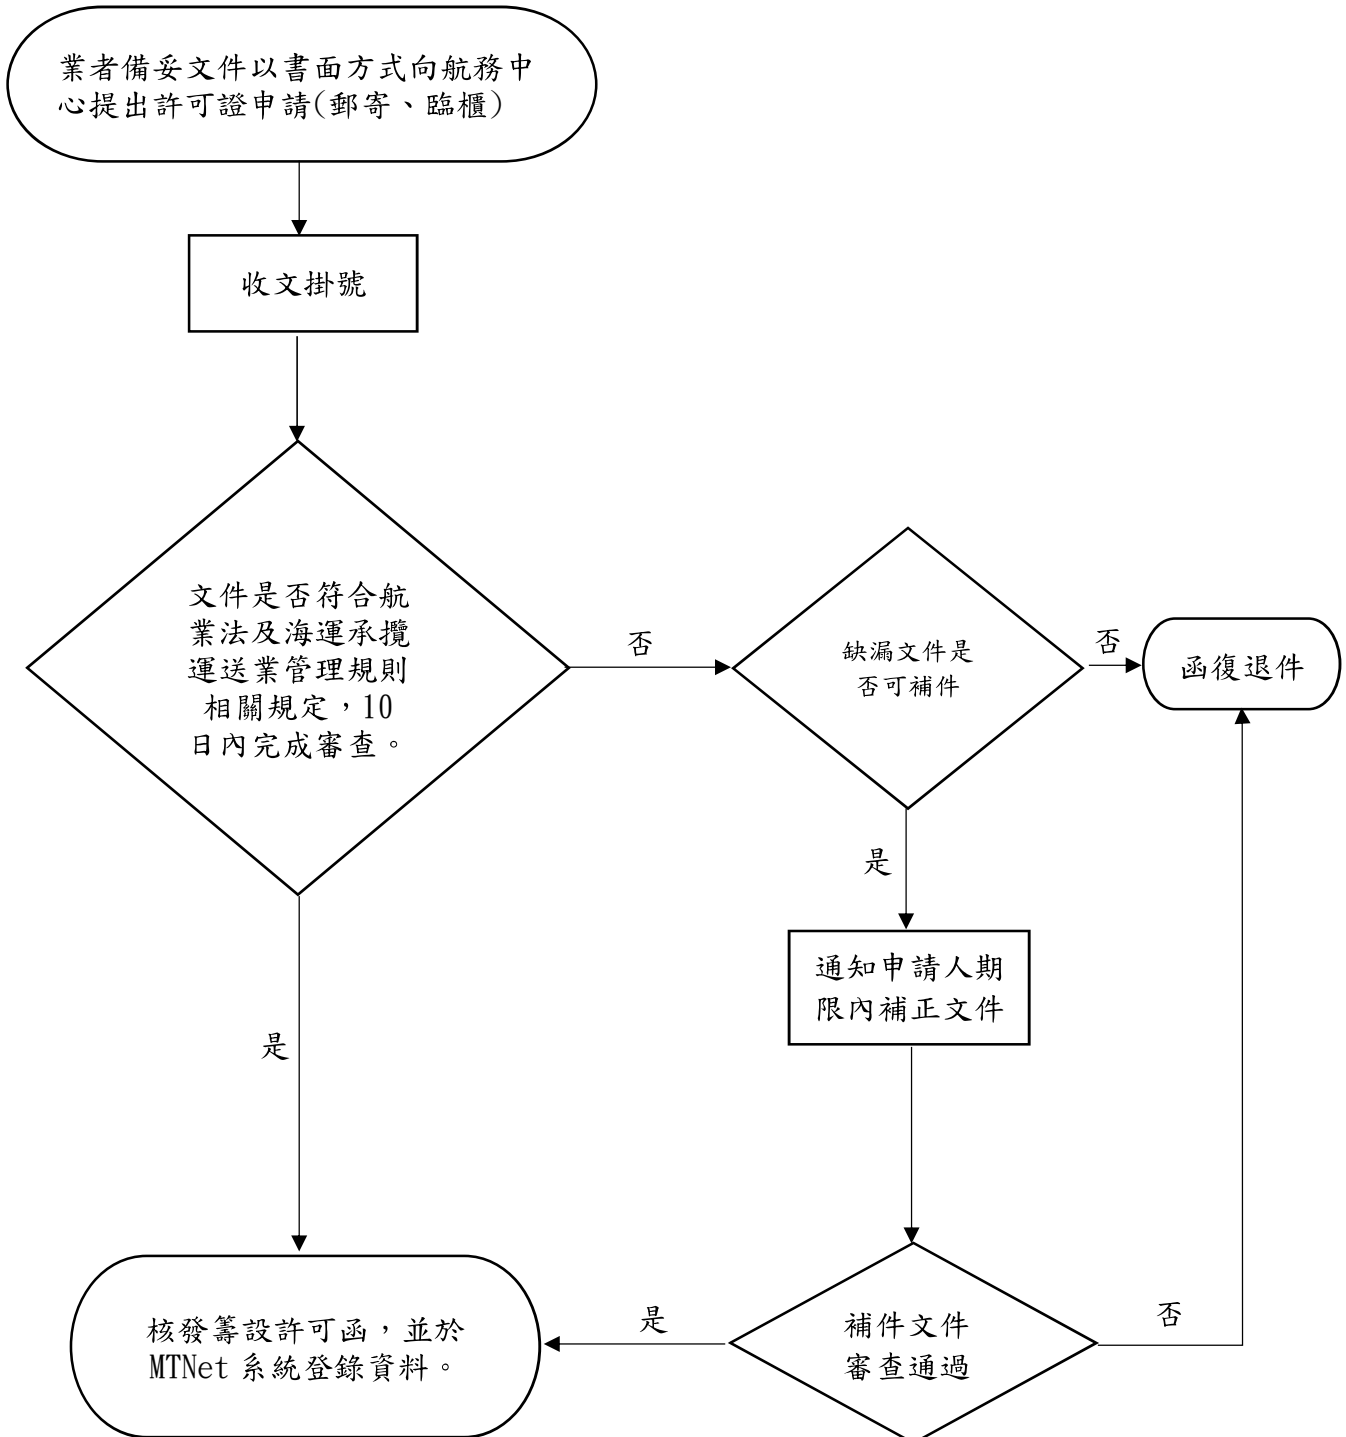 業者備妥文件以書面方式向航務中
心提出許可證申請(郵寄、臨櫃)
收文掛號
文件是否符合航
業法及海運承攬
運送業管理規則
相關規定,10
日內完成審查。
否
缺漏文件是
否可補件
否
函復退件
是
通知申請人期
限內補正文件
是
補件文件
審查通過
是
否
核發籌設許可函,並於
MTNet 系統登錄資料。